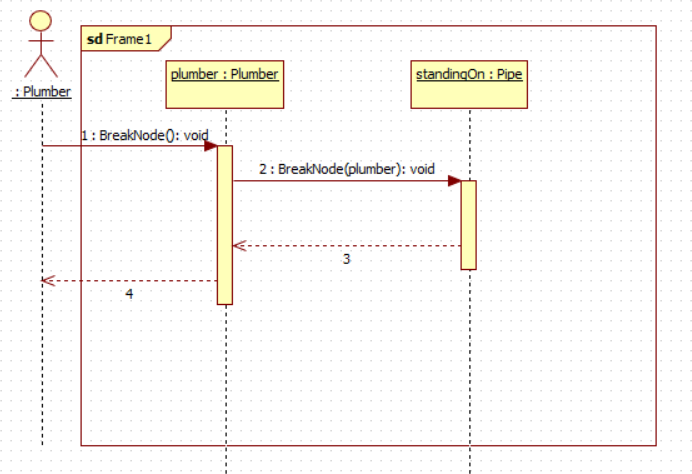 sd Frame1
: Plumber
plumber : Plumber
standingOn : Pipe
1 : BreakNode(): void
2 : BreakNode(plumber): void
3
4